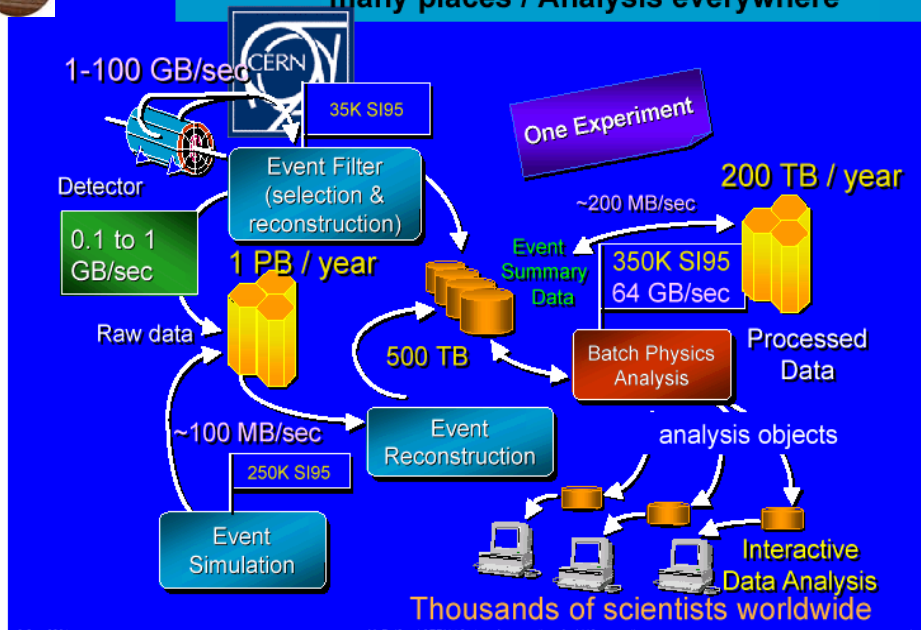 many places / Analysis everywhere
1-100 GB/sec
CERN
35K SI95
One Experiment
Event Filter
(selection &
reconstruction)
Detector
200 TB / year
~200 MB/sec
0.1 to 1
GB/sec
1 PB / year
Event
Summary
Data
350K SI95
64 GB/sec
Raw data
500 TB
Batch Physics
Analysis
Processed
Data
~100 MB/sec
Event
Reconstruction
analysis objects
250K SI95
Event
Simulation
Interactive
Data Analysis
Thousands of scientists worldwide